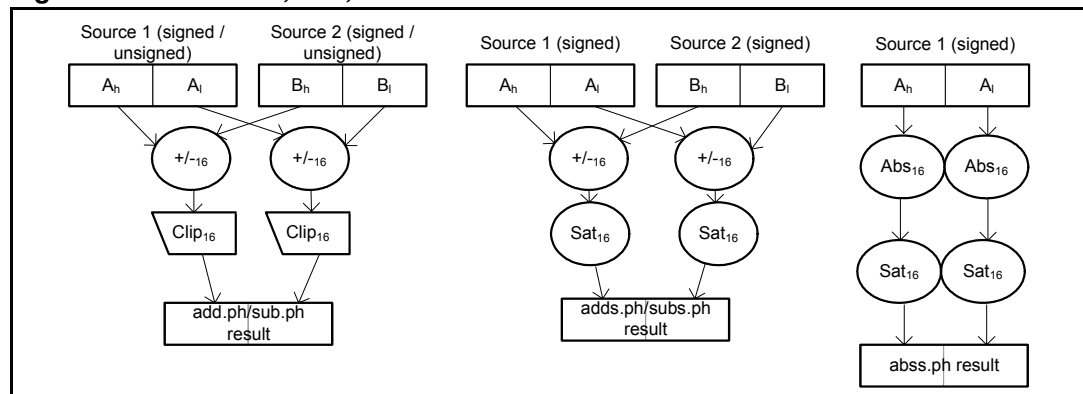 Source 1 (signed /
unsigned)
Source 2 (signed /
unsigned)
Ah Al Bh Bl
+/-16 +/-16
Clip16 Clip16
add.ph/sub.ph
result
Source 1 (signed) Source 2 (signed)
Ah Al Bh Bl
+/-16 +/-16
Sat16 Sat16
adds.ph/subs.ph
result
Source 1 (signed)
Ah Al
Abs16 Abs16
Sat16 Sat16
abss.ph result